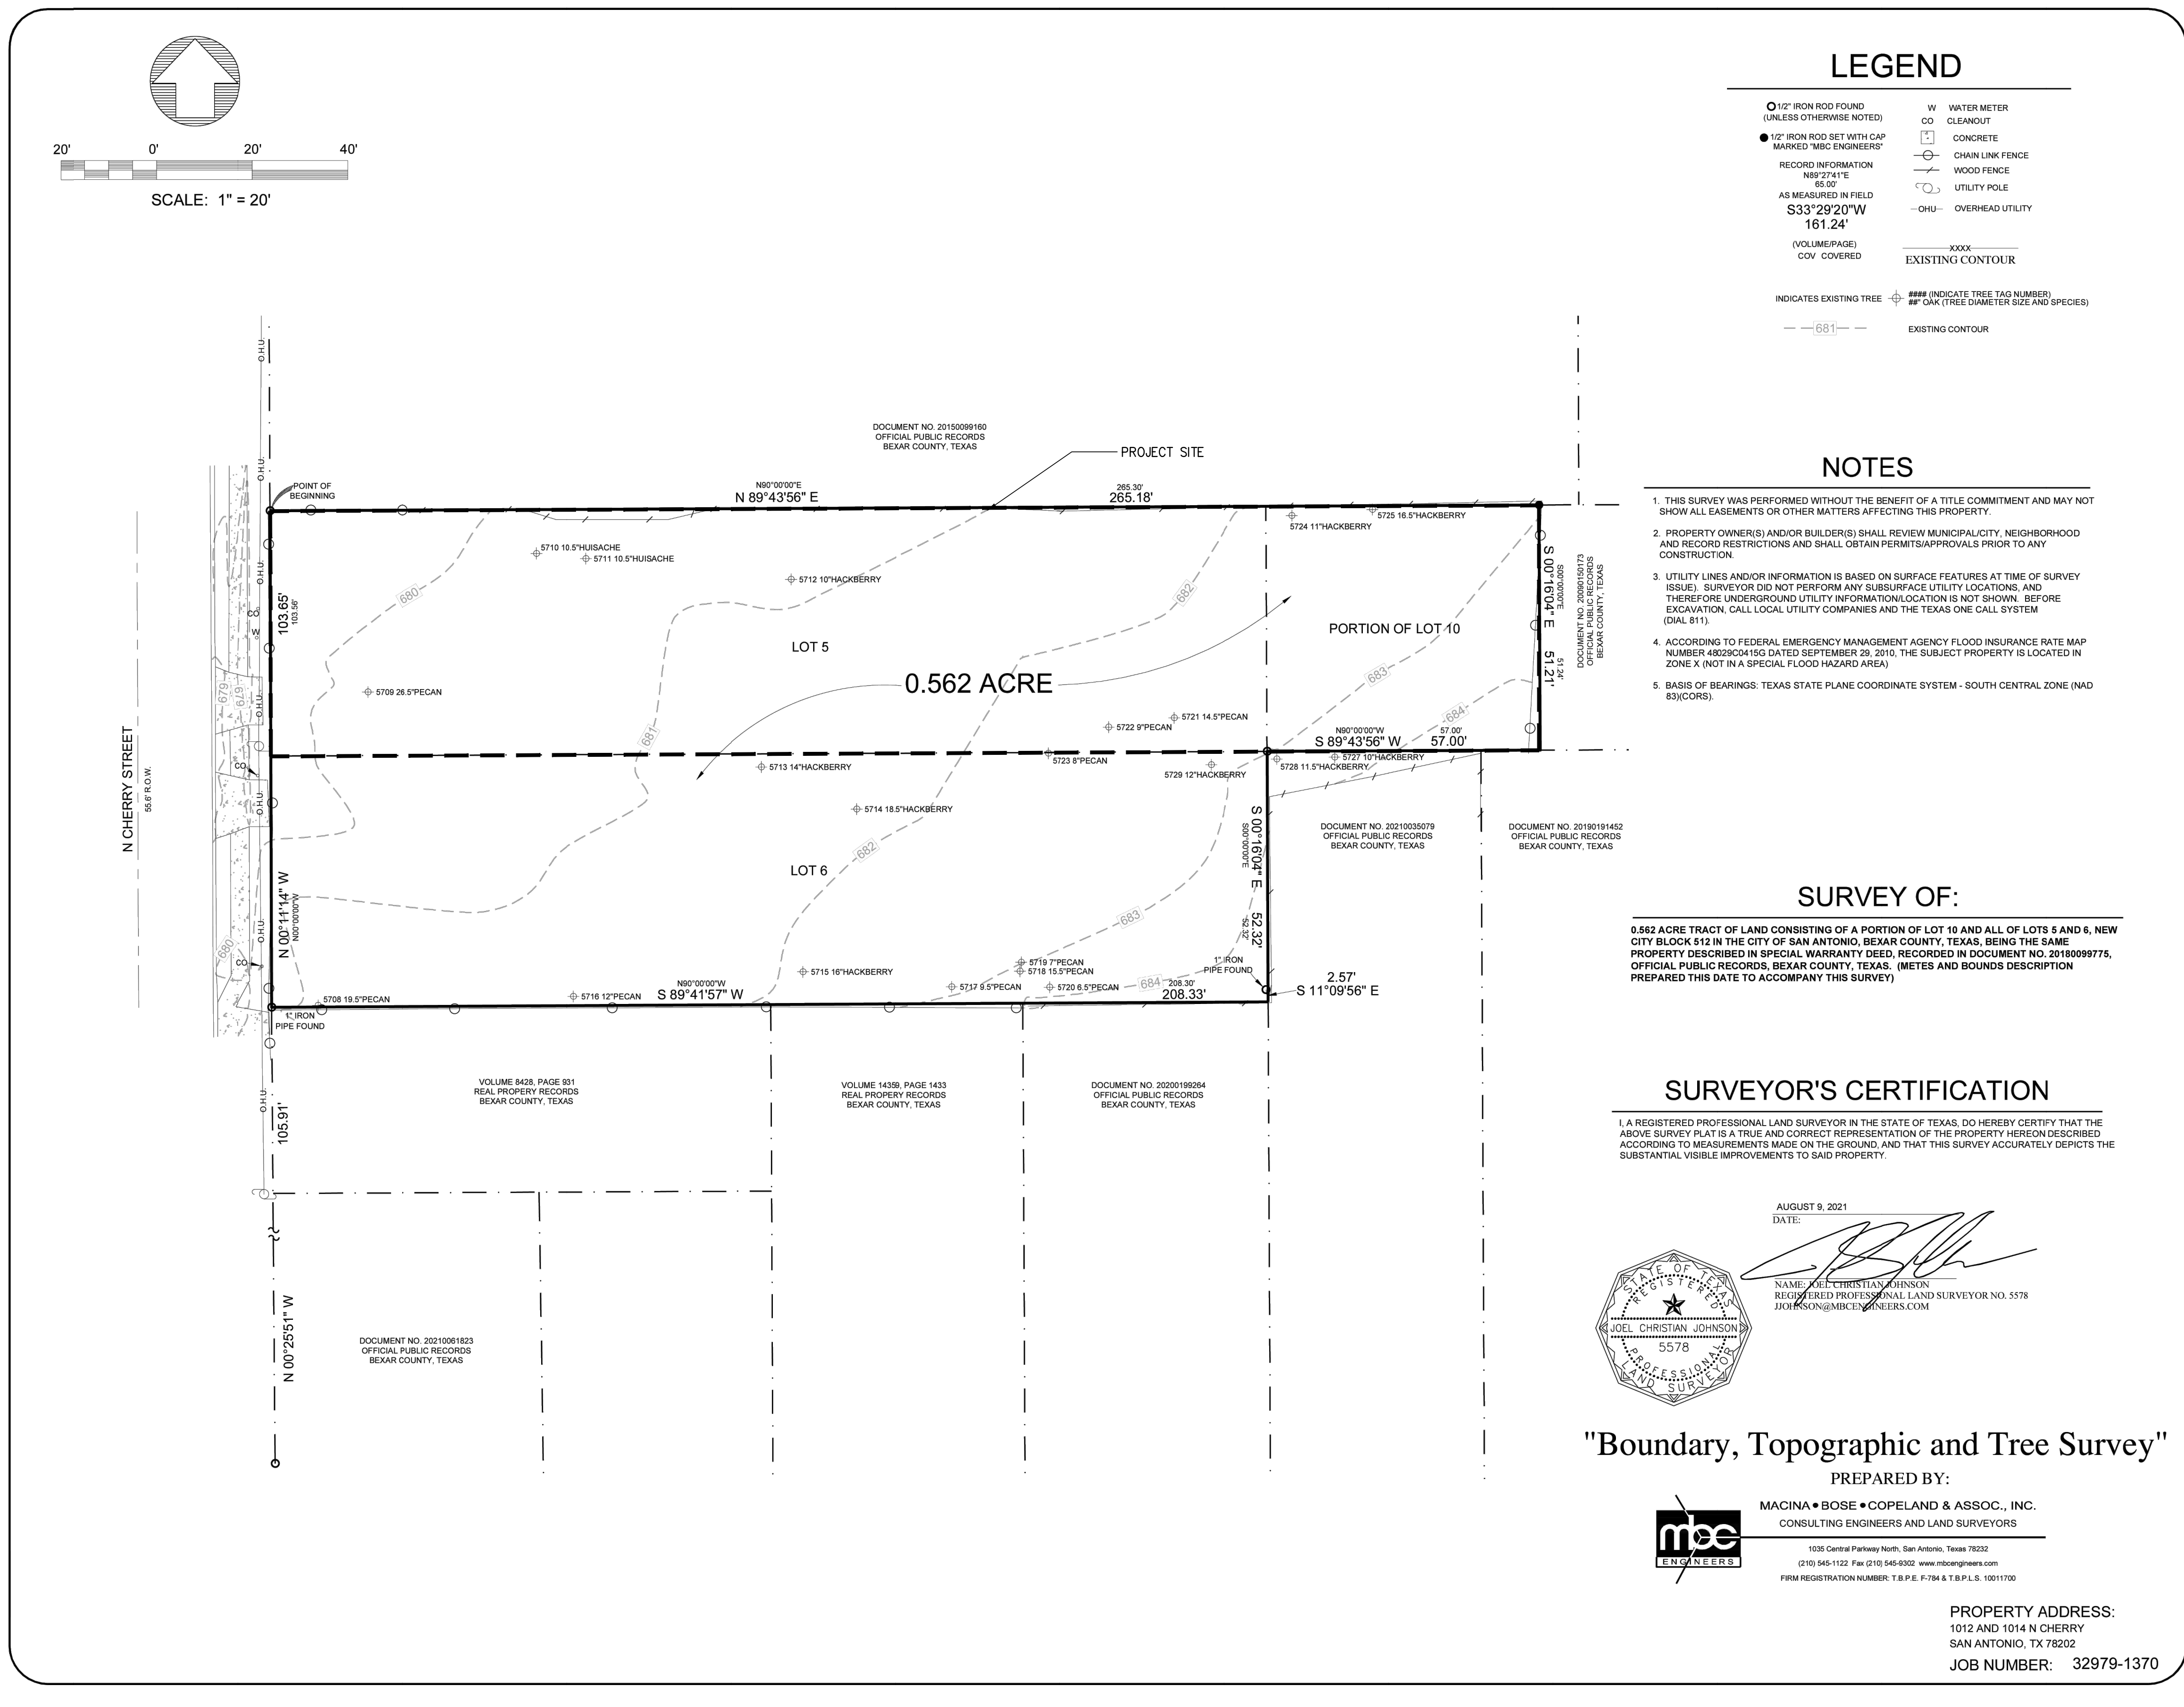 20' 0' 20' 40'
SCALE: 1" = 20'
LEGEND
1/2" IRON ROD FOUND
(UNLESS OTHERWISE NOTED)
1/2" IRON ROD SET WITH CAP
MARKED "MBC ENGINEERS"
RECORD INFORMATION
N89°27'41"E
65.00'
AS MEASURED IN FIELD
S33°29'20"W
161.24'
(VOLUME/PAGE)
COV COVERED
W WATER METER
CO CLEANOUT
CONCRETE
CHAIN LINK FENCE
WOOD FENCE
UTILITY POLE
OHU OVERHEAD UTILITY
XXXX
EXISTING CONTOUR
INDICATES EXISTING TREE
#### (INDICATE TREE TAG NUMBER)
##" OAK (TREE DIAMETER SIZE AND SPECIES)
681 EXISTING CONTOUR
O.H.U.
O.H.U.
DOCUMENT NO. 20150099160
OFFICIAL PUBLIC RECORDS
BEXAR COUNTY, TEXAS
PROJECT SITE
POINT OF
BEGINNING
N90°00'00"E
N 89°43'56" E
265.30'
265.18'
5724 11"HACKBERRY
5725 16.5"HACKBERRY
5710 10.5"HUISACHE
5711 10.5"HUISACHE
5712 10"HACKBERRY
680
682
O.H.U.
103.65'
103.56'
CO
W
LOT 5
PORTION OF LOT 10
S 00°16'04" E 51.21'
S00°00'00"E 51.24'
DOCUMENT NO. 20080150173
OFFICIAL PUBLIC RECORDS
BEXAR COUNTY, TEXAS
0.562 ACRE
679
679
O.H.U.
5709 26.5"PECAN
683
684
681
5721 14.5"PECAN
5722 9"PECAN
N90°00'00"W 57.00'
S 89°43'56" W 57.00'
5723 8"PECAN
5713 14"HACKBERRY
5729 12"HACKBERRY
5727 10"HACKBERRY
5728 11.5"HACKBERRY
N CHERRY STREET
55.6' R.O.W.
CO
O.H.U.
5714 18.5"HACKBERRY
682
LOT 6
S 00°16'04" E 52.32'
S00°00'00"E 52.32'
DOCUMENT NO. 20210035079
OFFICIAL PUBLIC RECORDS
BEXAR COUNTY, TEXAS
DOCUMENT NO. 20190191452
OFFICIAL PUBLIC RECORDS
BEXAR COUNTY, TEXAS
N 00°11'14" W
N00°00'00"W
O.H.U.
680
CO
683
5719 7"PECAN
5718 15.5"PECAN
5715 16"HACKBERRY
1" IRON
PIPE FOUND
2.57'
S 11°09'56" E
5708 19.5"PECAN
5716 12"PECAN
N90°00'00"W
S 89°41'57" W
5717 9.5"PECAN
5720 6.5"PECAN
684
208.30'
208.33'
1" IRON
PIPE FOUND
VOLUME 8428, PAGE 931
REAL PROPERY RECORDS
BEXAR COUNTY, TEXAS
VOLUME 14359, PAGE 1433
REAL PROPERY RECORDS
BEXAR COUNTY, TEXAS
DOCUMENT NO. 20200199264
OFFICIAL PUBLIC RECORDS
BEXAR COUNTY, TEXAS
O.H.U.
105.91'
N 00°25'51" W
DOCUMENT NO. 20210061823
OFFICIAL PUBLIC RECORDS
BEXAR COUNTY, TEXAS
NOTES
1. THIS SURVEY WAS PERFORMED WITHOUT THE BENEFIT OF A TITLE COMMITMENT AND MAY NOT
SHOW ALL EASEMENTS OR OTHER MATTERS AFFECTING THIS PROPERTY.
2. PROPERTY OWNER(S) AND/OR BUILDER(S) SHALL REVIEW MUNICIPAL/CITY, NEIGHBORHOOD
AND RECORD RESTRICTIONS AND SHALL OBTAIN PERMITS/APPROVALS PRIOR TO ANY
CONSTRUCTION.
3. UTILITY LINES AND/OR INFORMATION IS BASED ON SURFACE FEATURES AT TIME OF SURVEY
ISSUE). SURVEYOR DID NOT PERFORM ANY SUBSURFACE UTILITY LOCATIONS, AND
THEREFORE UNDERGROUND UTILITY INFORMATION/LOCATION IS NOT SHOWN. BEFORE
EXCAVATION, CALL LOCAL UTILITY COMPANIES AND THE TEXAS ONE CALL SYSTEM
(DIAL 811).
4. ACCORDING TO FEDERAL EMERGENCY MANAGEMENT AGENCY FLOOD INSURANCE RATE MAP
NUMBER 48029C0415G DATED SEPTEMBER 29, 2010, THE SUBJECT PROPERTY IS LOCATED IN
ZONE X (NOT IN A SPECIAL FLOOD HAZARD AREA)
5. BASIS OF BEARINGS: TEXAS STATE PLANE COORDINATE SYSTEM - SOUTH CENTRAL ZONE (NAD
83)(CORS).
SURVEY OF:
0.562 ACRE TRACT OF LAND CONSISTING OF A PORTION OF LOT 10 AND ALL OF LOTS 5 AND 6, NEW
CITY BLOCK 512 IN THE CITY OF SAN ANTONIO, BEXAR COUNTY, TEXAS, BEING THE SAME
PROPERTY DESCRIBED IN SPECIAL WARRANTY DEED, RECORDED IN DOCUMENT NO. 20180099775,
OFFICIAL PUBLIC RECORDS, BEXAR COUNTY, TEXAS. (METES AND BOUNDS DESCRIPTION
PREPARED THIS DATE TO ACCOMPANY THIS SURVEY)
SURVEYOR'S CERTIFICATION
I, A REGISTERED PROFESSIONAL LAND SURVEYOR IN THE STATE OF TEXAS, DO HEREBY CERTIFY THAT THE
ABOVE SURVEY PLAT IS A TRUE AND CORRECT REPRESENTATION OF THE PROPERTY HEREON DESCRIBED
ACCORDING TO MEASUREMENTS MADE ON THE GROUND, AND THAT THIS SURVEY ACCURATELY DEPICTS THE
SUBSTANTIAL VISIBLE IMPROVEMENTS TO SAID PROPERTY.
AUGUST 9, 2021
DATE:
NAME: JOEL CHRISTIAN JOHNSON
REGISTERED PROFESSIONAL LAND SURVEYOR NO. 5578
JJOHNSON@MBCENGINEERS.COM
STATE OF TEXAS
REGISTERED
JOEL CHRISTIAN JOHNSON
5578
PROFESSIONAL
LAND SURVEYOR
"Boundary, Topographic and Tree Survey"
PREPARED BY:
mbc
ENGINEERS
MACINA • BOSE • COPELAND & ASSOC., INC.
CONSULTING ENGINEERS AND LAND SURVEYORS
1035 Central Parkway North, San Antonio, Texas 78232
(210) 545-1122 Fax (210) 545-9302 www.mbcengineers.com
FIRM REGISTRATION NUMBER: T.B.P.E. F-784 & T.B.P.L.S. 10011700
PROPERTY ADDRESS:
1012 AND 1014 N CHERRY
SAN ANTONIO, TX 78202
JOB NUMBER: 32979-1370